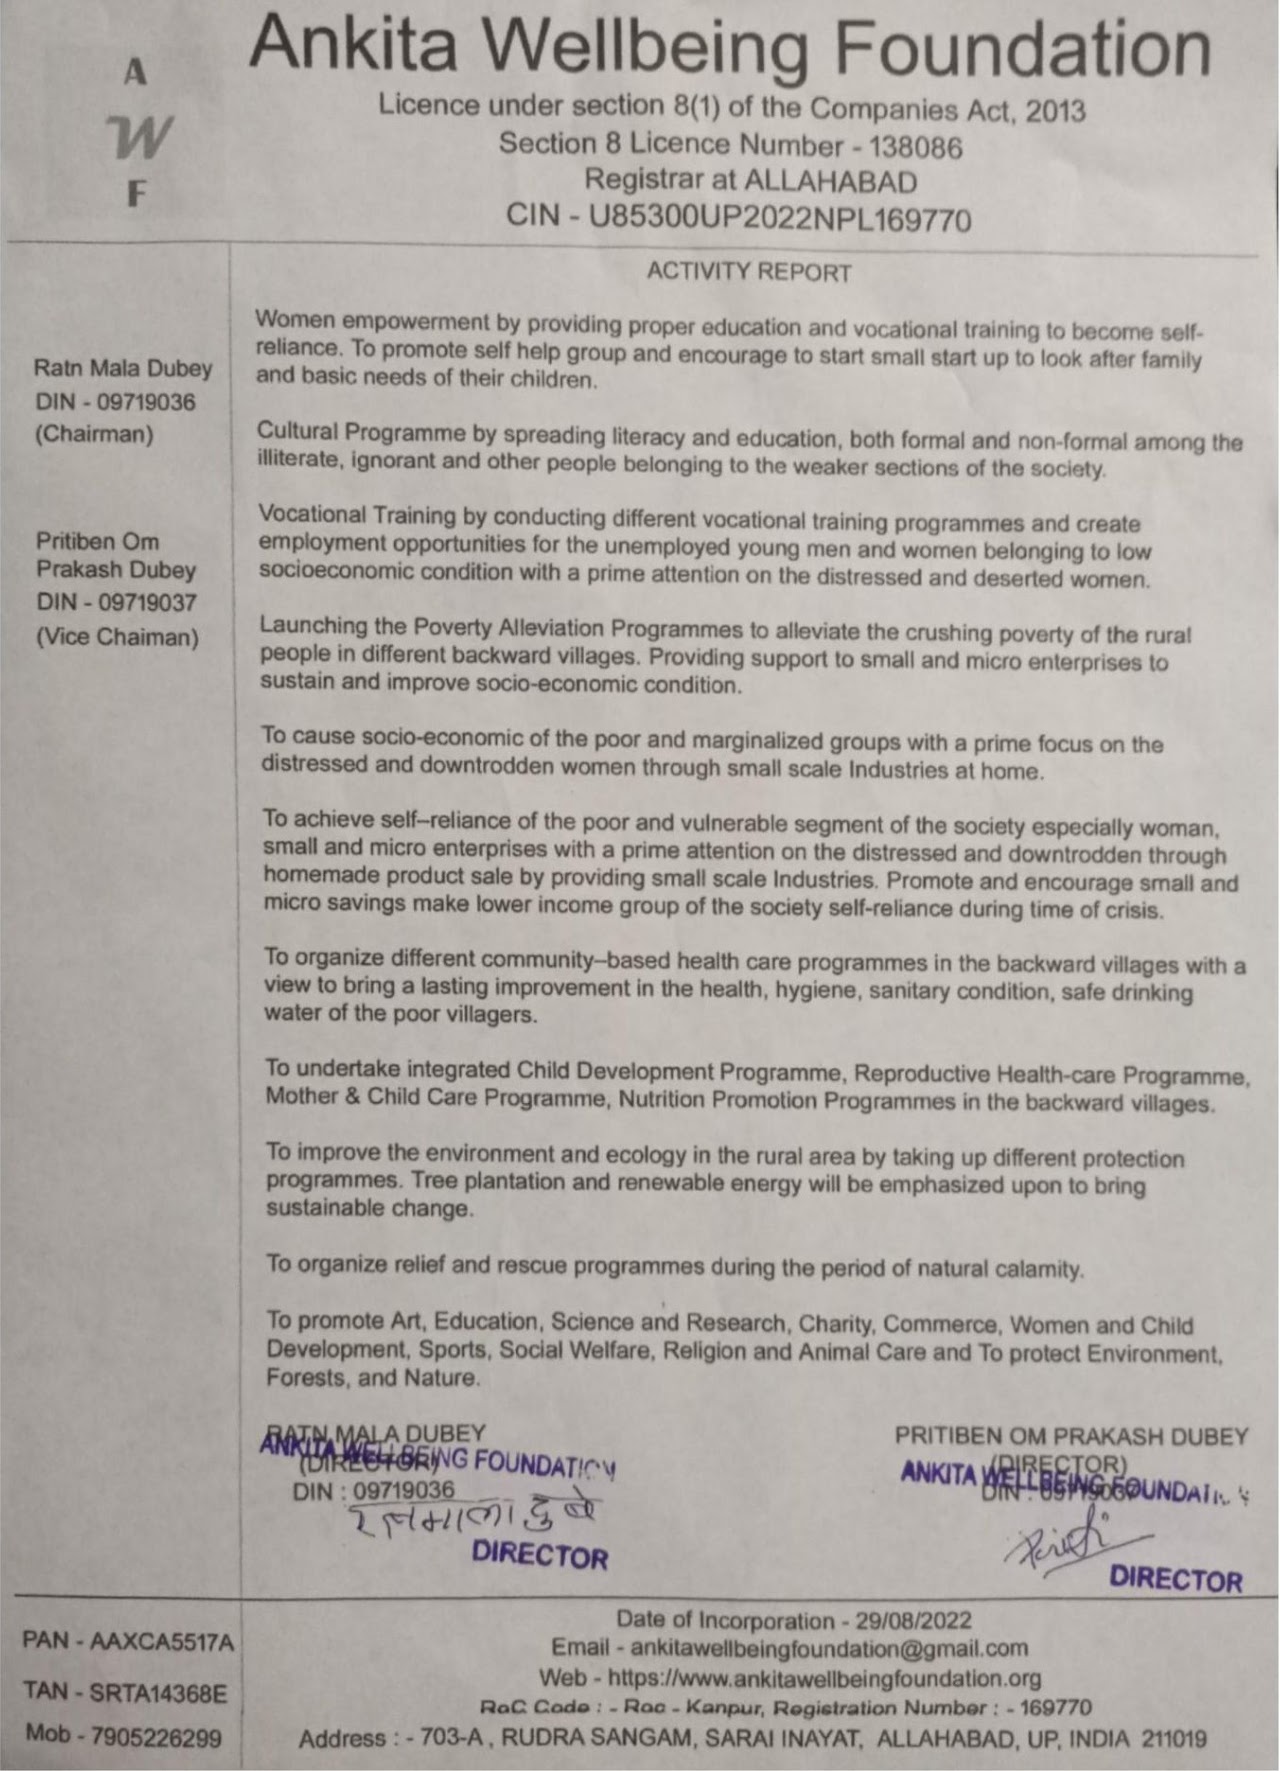 A
W
F
Ankita Wellbeing Foundation
Licence under section 8(1) of the Companies Act, 2013
Section 8 Licence Number - 138086
Registrar at ALLAHABAD
CIN - U85300UP2022NPL169770
Ratn Mala Dubey
DIN - 09719036
(Chairman)
Pritiben Om
Prakash Dubey
DIN - 09719037
(Vice Chaiman)
ACTIVITY REPORT
Women empowerment by providing proper education and vocational training to become self-
reliance. To promote self help group and encourage to start small start up to look after family
and basic needs of their children.
Cultural Programme by spreading literacy and education, both formal and non-formal among the
illiterate, ignorant and other people belonging to the weaker sections of the society.
Vocational Training by conducting different vocational training programmes and create
employment opportunities for the unemployed young men and women belonging to low
socioeconomic condition with a prime attention on the distressed and deserted women.
Launching the Poverty Alleviation Programmes to alleviate the crushing poverty of the rural
people in different backward villages. Providing support to small and micro enterprises to
sustain and improve socio-economic condition.
To cause socio-economic of the poor and marginalized groups with a prime focus on the
distressed and downtrodden women through small scale Industries at home.
To achieve self–reliance of the poor and vulnerable segment of the society especially woman,
small and micro enterprises with a prime attention on the distressed and downtrodden through
homemade product sale by providing small scale Industries. Promote and encourage small and
micro savings make lower income group of the society self-reliance during time of crisis.
To organize different community–based health care programmes in the backward villages with a
view to bring a lasting improvement in the health, hygiene, sanitary condition, safe drinking
water of the poor villagers.
To undertake integrated Child Development Programme, Reproductive Health-care Programme,
Mother & Child Care Programme, Nutrition Promotion Programmes in the backward villages.
To improve the environment and ecology in the rural area by taking up different protection
programmes. Tree plantation and renewable energy will be emphasized upon to bring
sustainable change.
To organize relief and rescue programmes during the period of natural calamity.
To promote Art, Education, Science and Research, Charity, Commerce, Women and Child
Development, Sports, Social Welfare, Religion and Animal Care and To protect Environment,
Forests, and Nature.
RATN MALA DUBEY
ANKITA WELLBEING FOUNDATION
(DIRECTOR)
DIN : 09719036
रत्नमाला दुबे
DIRECTOR
PRITIBEN OM PRAKASH DUBEY
(DIRECTOR)
ANKITA WELLBEING FOUNDATION
DIN : 09719037
DIRECTOR
PAN - AAXCA5517A
TAN - SRTA14368E
Mob - 7905226299
Date of Incorporation - 29/08/2022
Email - ankitawellbeingfoundation@gmail.com
Web - https://www.ankitawellbeingfoundation.org
RoC Code : - Roc - Kanpur, Registration Number : - 169770
Address : - 703-A , RUDRA SANGAM, SARAI INAYAT, ALLAHABAD, UP, INDIA 211019